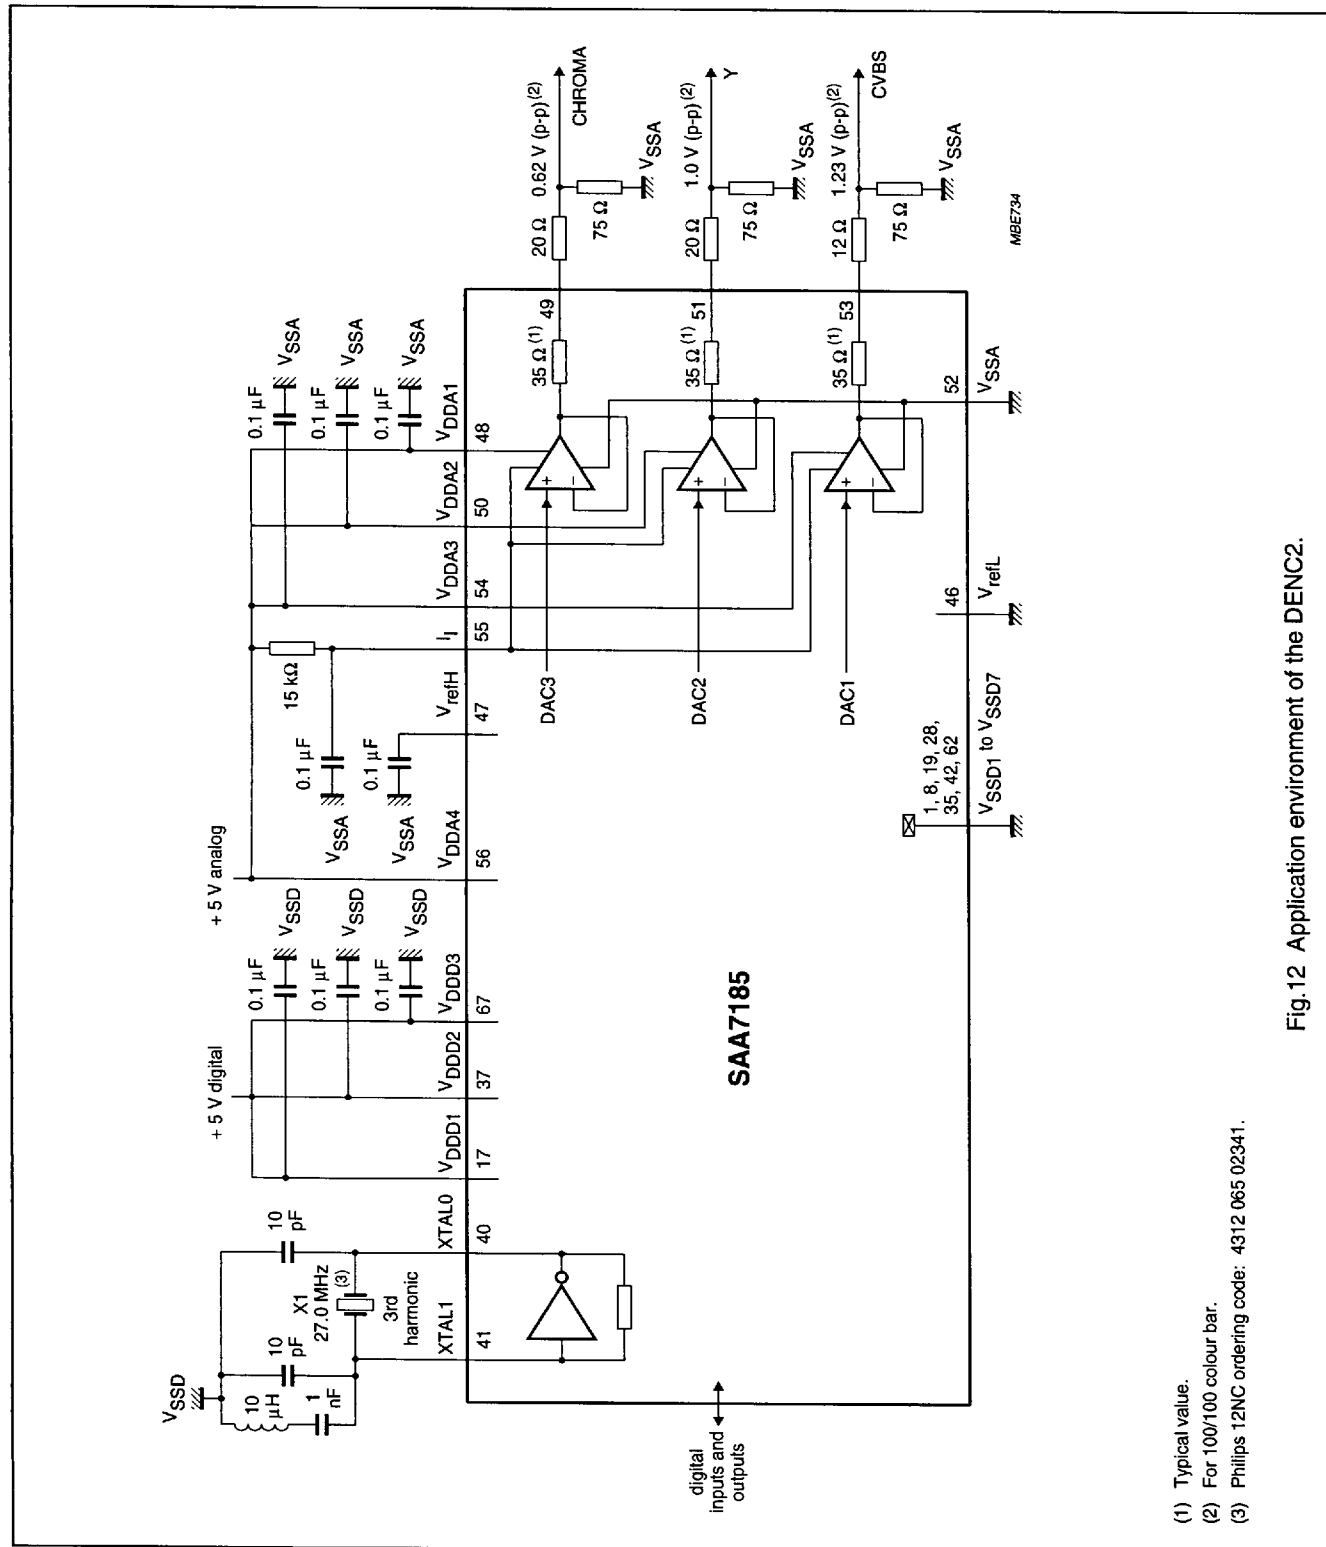 + 5 V digital
+ 5 V analog
VSSD
10 µH
1 nF
10 pF
X1
27.0 MHz (3)
3rd harmonic
10 pF
0.1 µF
VSSD
0.1 µF
VSSD
0.1 µF
VSSD
0.1 µF
VSSA
0.1 µF
VSSA
15 kΩ
0.1 µF
VSSA
0.1 µF
VSSA
0.1 µF
VSSA
XTAL1
41
XTAL0
40
VDDD1
17
VDDD2
37
VDDD3
67
VDDA4
56
VrefH
47
II
55
VDDA3
54
VDDA2
50
VDDA1
48
digital
inputs and
outputs
SAA7185
DAC3
+
−
35 Ω (1)
49
20 Ω
0.62 V (p-p) (2)
CHROMA
75 Ω
VSSA
DAC2
+
−
35 Ω (1)
51
20 Ω
1.0 V (p-p) (2)
Y
75 Ω
VSSA
DAC1
+
−
35 Ω (1)
53
12 Ω
1.23 V (p-p) (2)
CVBS
75 Ω
VSSA
1, 8, 19, 28,
35, 42, 62
VSSD1 to VSSD7
46
VrefL
52
VSSA
MBE734
(1) Typical value.
(2) For 100/100 colour bar.
(3) Philips 12NC ordering code: 4312 065 02341.
Fig.12 Application environment of the DENC2.